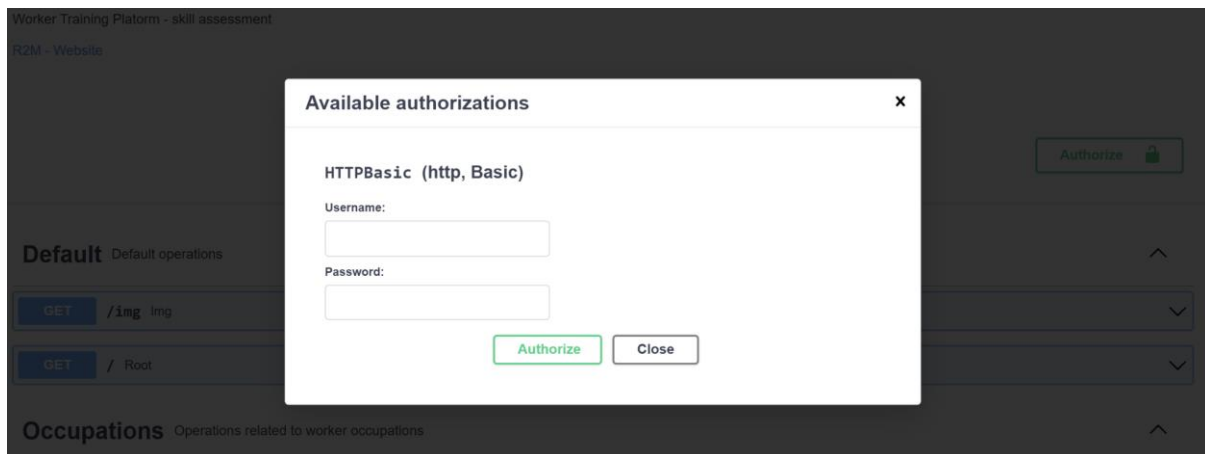 Worker Training Platorm - skill assessment
R2M - Website
Available authorizations x
Authorize
HTTPBasic (http, Basic)
Username:
Password:
Authorize Close
Default Default operations
GET /img Img
GET / Root
Occupations Operations related to worker occupations